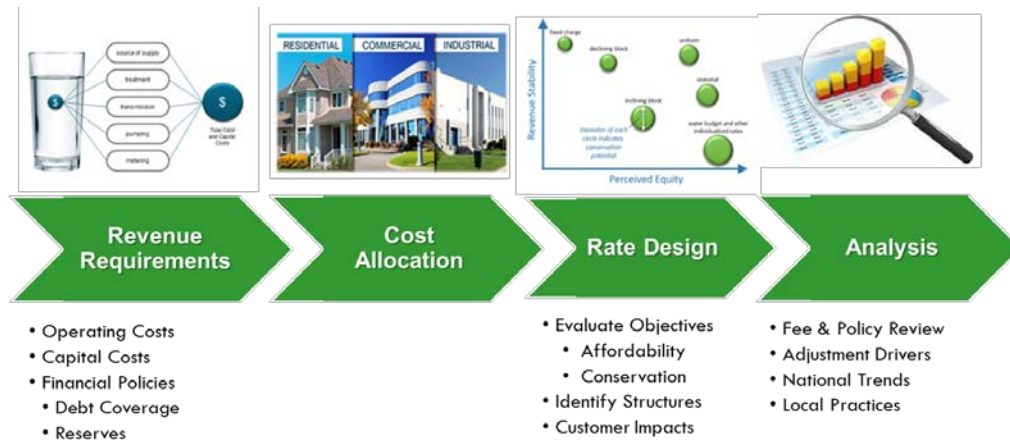 source of supply
treatment
transmission
pumping
metering
$
$
Total O&M
and Capital
Costs
RESIDENTIAL
COMMERCIAL
INDUSTRIAL
Revenue Stability
fixed charge
declining block
uniform
seasonal
inclining block
water budget and other
individualized rates
Diameter of each
circle indicates
conservation
potential
Perceived Equity
Revenue
Requirements
Cost
Allocation
Rate Design
Analysis
• Operating Costs
• Capital Costs
• Financial Policies
• Debt Coverage
• Reserves
• Evaluate Objectives
• Affordability
• Conservation
• Identify Structures
• Customer Impacts
• Fee & Policy Review
• Adjustment Drivers
• National Trends
• Local Practices